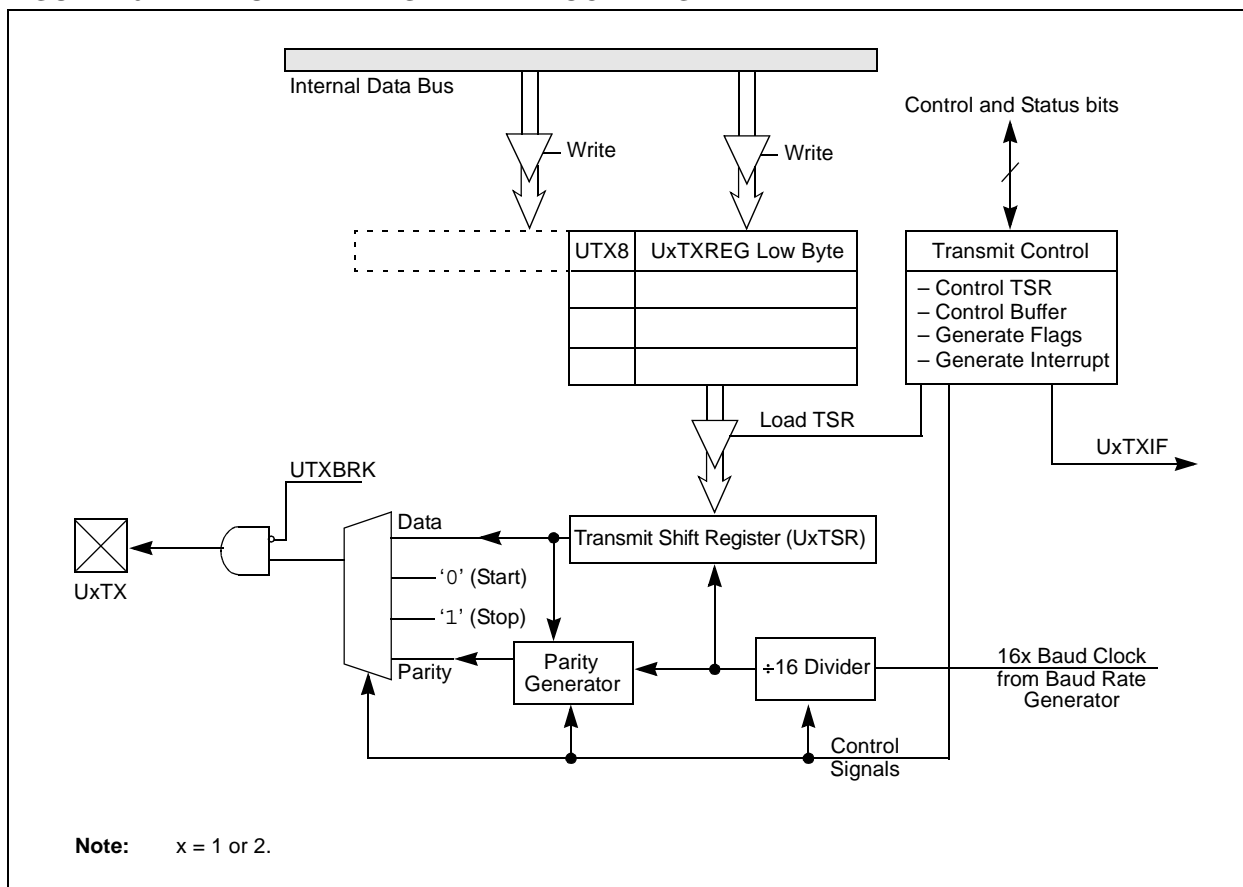 Internal Data Bus
Control and Status bits
Write
Write
UTX8
UxTXREG Low Byte
Transmit Control
– Control TSR
– Control Buffer
– Generate Flags
– Generate Interrupt
Load TSR
UxTXIF
UTXBRK
Data
Transmit Shift Register (UxTSR)
UxTX
‘0’ (Start)
‘1’ (Stop)
Parity
Parity
Generator
÷16 Divider
16x Baud Clock
from Baud Rate
Generator
Control
Signals
Note: x = 1 or 2.